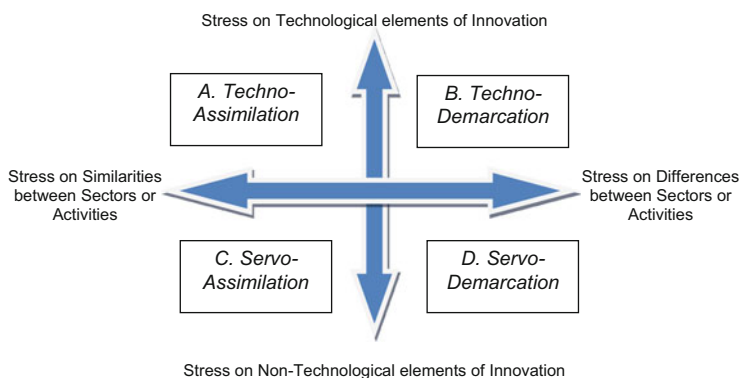 Stress on Technological elements of Innovation
A. Techno-
Assimilation
B. Techno-
Demarcation
Stress on Similarities
between Sectors or
Activities
Stress on Differences
between Sectors or
Activities
C. Servo-
Assimilation
D. Servo-
Demarcation
Stress on Non-Technological elements of Innovation